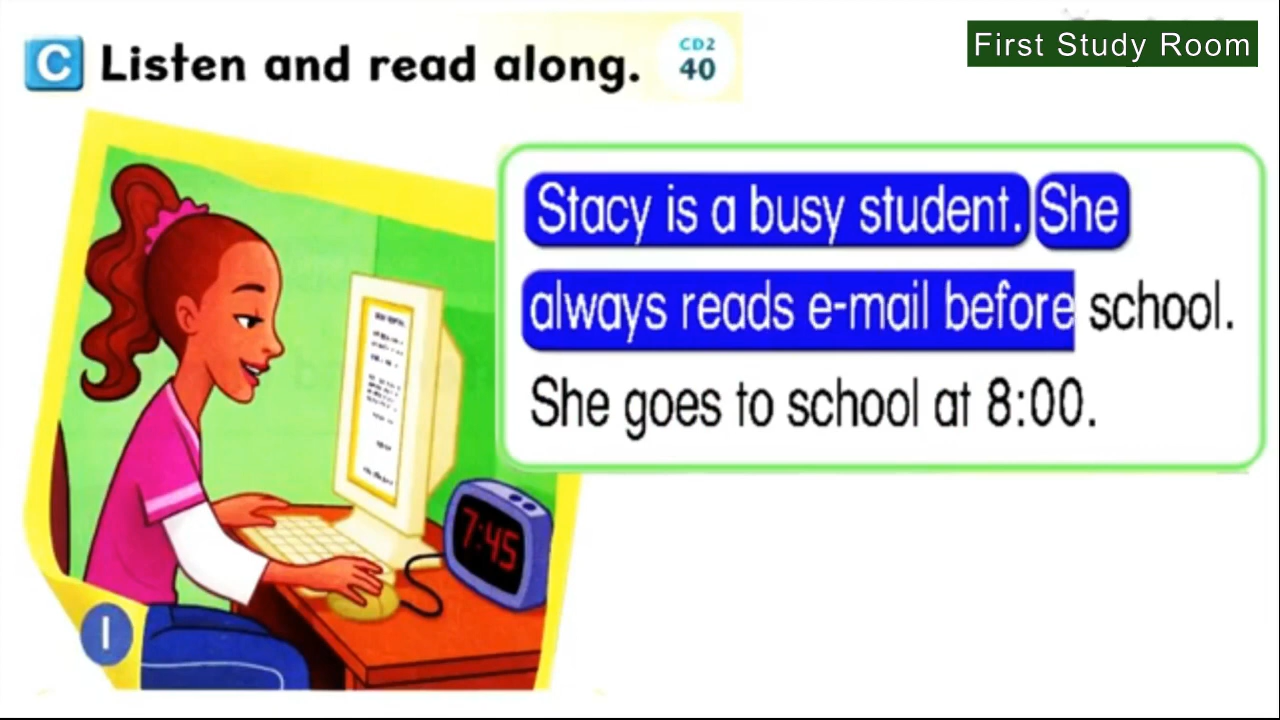 C Listen and read along.
CD2
40
First Study Room
Stacy is a busy student. She
always reads e-mail before school.
She goes to school at 8:00.
7:45
1